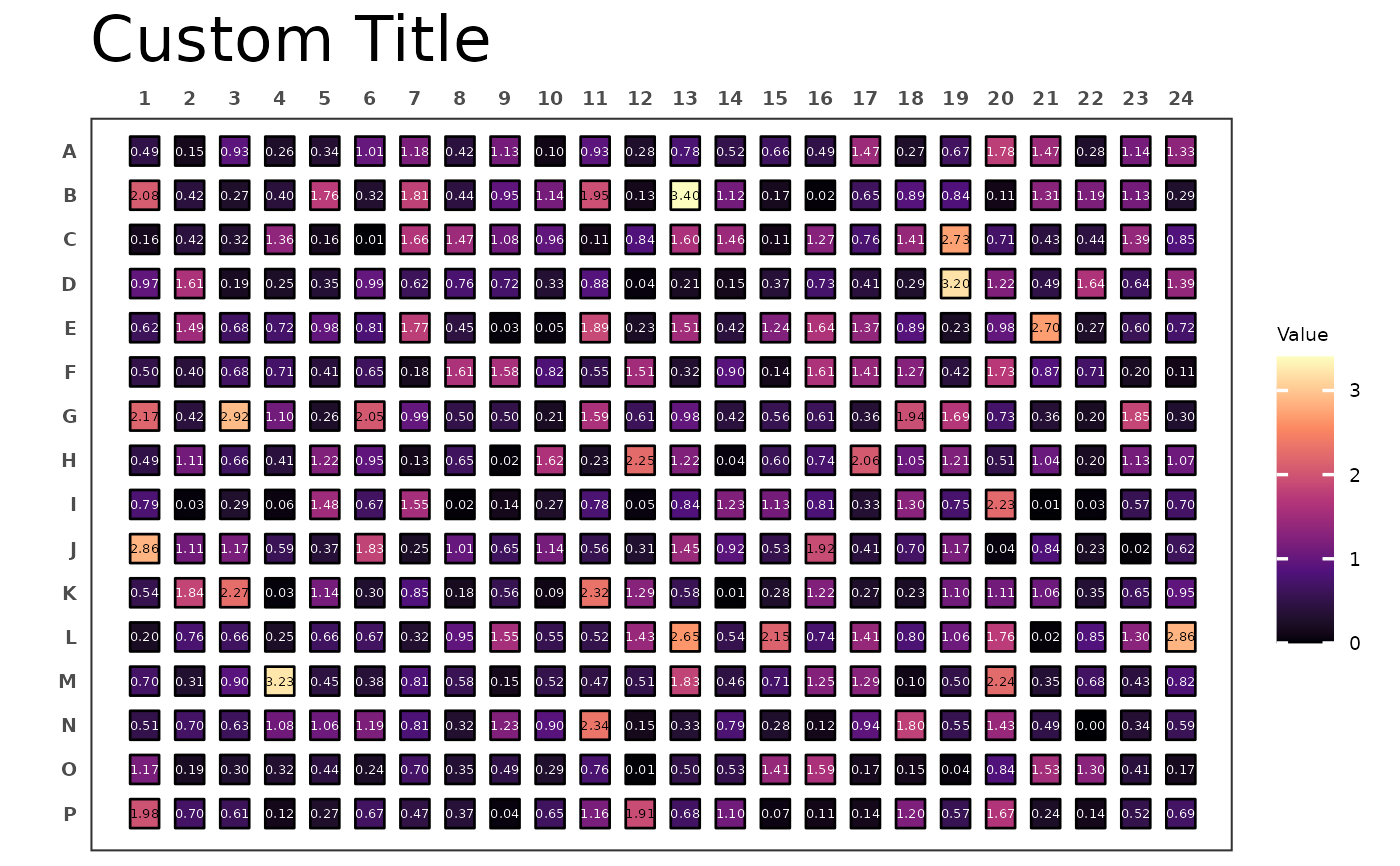 Custom Title
1 2 3 4 5 6 7 8 9 10 11 12 13 14 15 16 17 18 19 20 21 22 23 24
A 0.49 0.15 0.93 0.26 0.34 1.01 1.18 0.42 1.13 0.10 0.93 0.28 0.78 0.52 0.66 0.49 1.47 0.27 0.67 1.78 1.47 0.28 1.14 1.33
B 2.08 0.42 0.27 0.40 1.76 0.32 1.81 0.44 0.95 1.14 1.95 0.13 3.40 1.12 0.17 0.02 0.65 0.89 0.84 0.11 1.31 1.19 1.13 0.29
C 0.16 0.42 0.32 1.36 0.16 0.01 1.66 1.47 1.08 0.96 0.11 0.84 1.60 1.46 0.11 1.27 0.76 1.41 2.73 0.71 0.43 0.44 1.39 0.85
D 0.97 1.61 0.19 0.25 0.35 0.99 0.62 0.76 0.72 0.33 0.88 0.04 0.21 0.15 0.37 0.73 0.41 0.29 3.20 1.22 0.49 1.64 0.64 1.39
E 0.62 1.49 0.68 0.72 0.98 0.81 1.77 0.45 0.03 0.05 1.89 0.23 1.51 0.42 1.24 1.64 1.37 0.89 0.23 0.98 2.70 0.27 0.60 0.72
F 0.50 0.40 0.68 0.71 0.41 0.65 0.18 1.61 1.58 0.82 0.55 1.51 0.32 0.90 0.14 1.61 1.41 1.27 0.42 1.73 0.87 0.71 0.20 0.11
G 2.17 0.42 2.92 1.10 0.26 2.05 0.99 0.50 0.50 0.21 1.59 0.61 0.98 0.42 0.56 0.61 0.36 1.94 1.69 0.73 0.36 0.20 1.85 0.30
H 0.49 1.11 0.66 0.41 1.22 0.95 0.13 0.65 0.02 1.62 0.23 2.25 1.22 0.04 0.60 0.74 2.06 1.05 1.21 0.51 1.04 0.20 1.13 1.07
I 0.79 0.03 0.29 0.06 1.48 0.67 1.55 0.02 0.14 0.27 0.78 0.05 0.84 1.23 1.13 0.81 0.33 1.30 0.75 2.23 0.01 0.03 0.57 0.70
J 2.86 1.11 1.17 0.59 0.37 1.83 0.25 1.01 0.65 1.14 0.56 0.31 1.45 0.92 0.53 1.92 0.41 0.70 1.17 0.04 0.84 0.23 0.02 0.62
K 0.54 1.84 2.27 0.03 1.14 0.30 0.85 0.18 0.56 0.09 2.32 1.29 0.58 0.01 0.28 1.22 0.27 0.23 1.10 1.11 1.06 0.35 0.65 0.95
L 0.20 0.76 0.66 0.25 0.66 0.67 0.32 0.95 1.55 0.55 0.52 1.43 2.65 0.54 2.15 0.74 1.41 0.80 1.06 1.76 0.02 0.85 1.30 2.86
M 0.70 0.31 0.90 3.23 0.45 0.38 0.81 0.58 0.15 0.52 0.47 0.51 1.83 0.46 0.71 1.25 1.29 0.10 0.50 2.24 0.35 0.68 0.43 0.82
N 0.51 0.70 0.63 1.08 1.06 1.19 0.81 0.32 1.23 0.90 2.34 0.15 0.33 0.79 0.28 0.12 0.94 1.80 0.55 1.43 0.49 0.00 0.34 0.59
O 1.17 0.19 0.30 0.32 0.44 0.24 0.70 0.35 0.49 0.29 0.76 0.01 0.50 0.53 1.41 1.59 0.17 0.15 0.04 0.84 1.53 1.30 0.41 0.17
P 1.98 0.70 0.61 0.12 0.27 0.67 0.47 0.37 0.04 0.65 1.16 1.91 0.68 1.10 0.07 0.11 0.14 1.20 0.57 1.67 0.24 0.14 0.52 0.69
Value
3
2
1
0